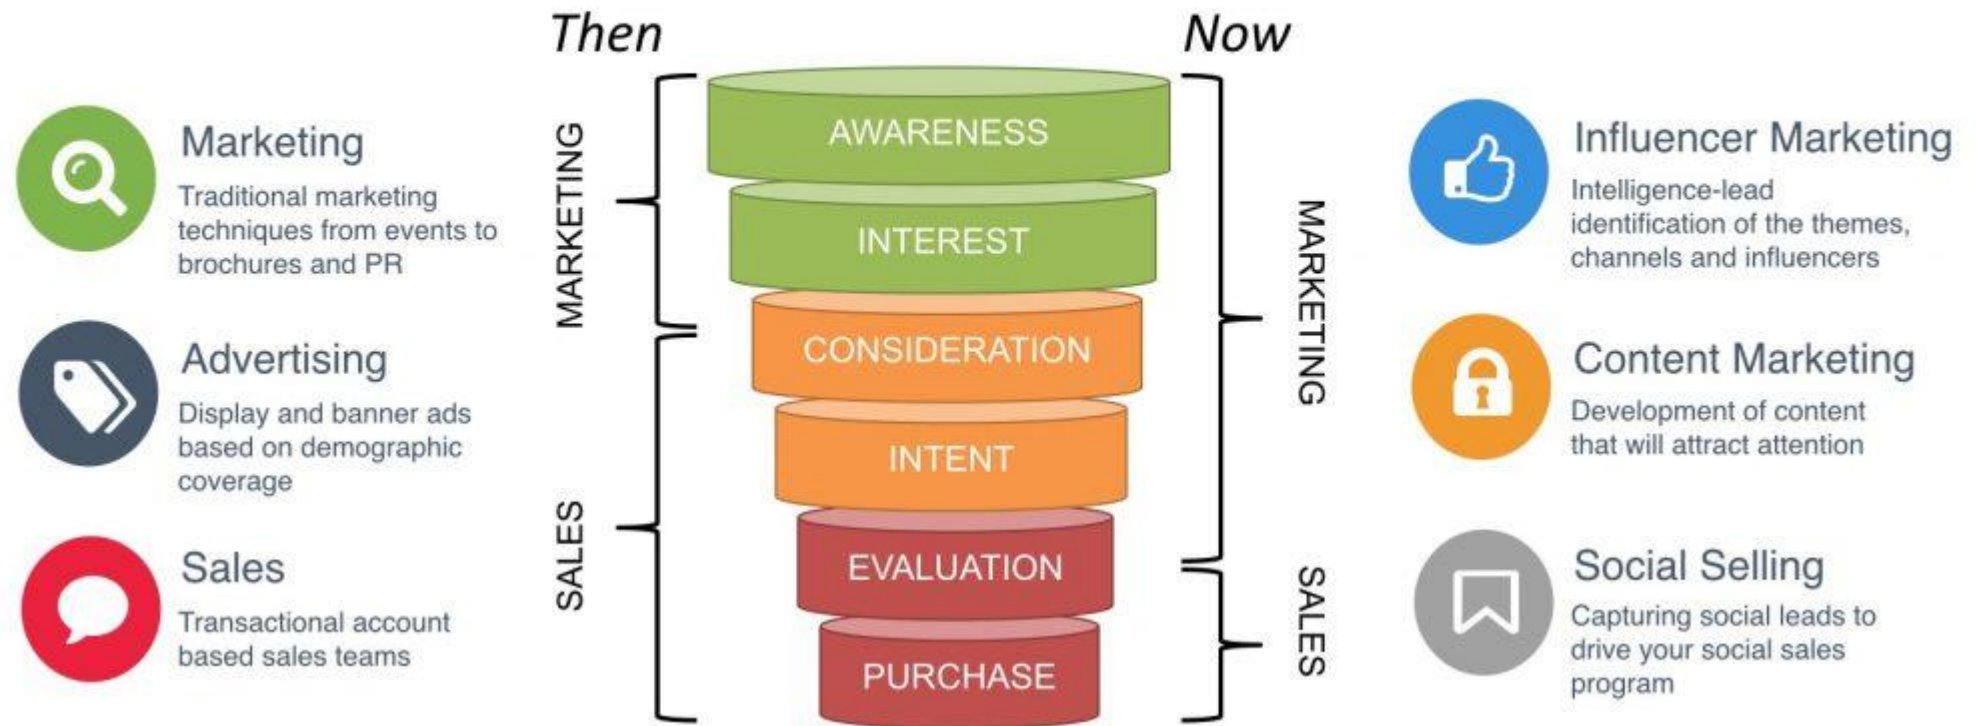 Then
Now
Marketing
Traditional marketing
techniques from events to
brochures and PR
Advertising
Display and banner ads
based on demographic
coverage
Sales
Transactional account
based sales teams
MARKETING
SALES
AWARENESS
INTEREST
CONSIDERATION
INTENT
EVALUATION
PURCHASE
MARKETING
SALES
Influencer Marketing
Intelligence-lead
identification of the themes,
channels and influencers
Content Marketing
Development of content
that will attract attention
Social Selling
Capturing social leads to
drive your social sales
program